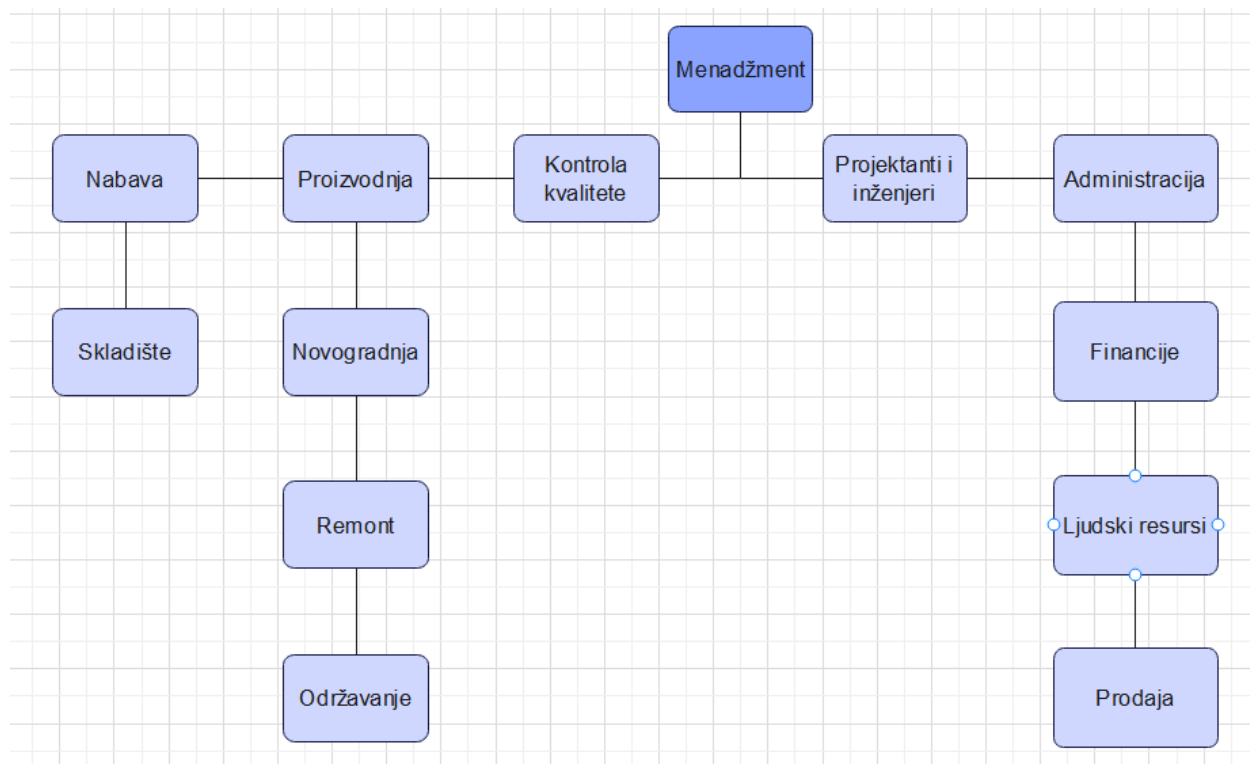 Menadžment
Nabava
Proizvodnja
Kontrola
kvalitete
Projektanti i
inženjeri
Administracija
Skladište
Novogradnja
Financije
Remont
Ljudski resursi
Održavanje
Prodaja